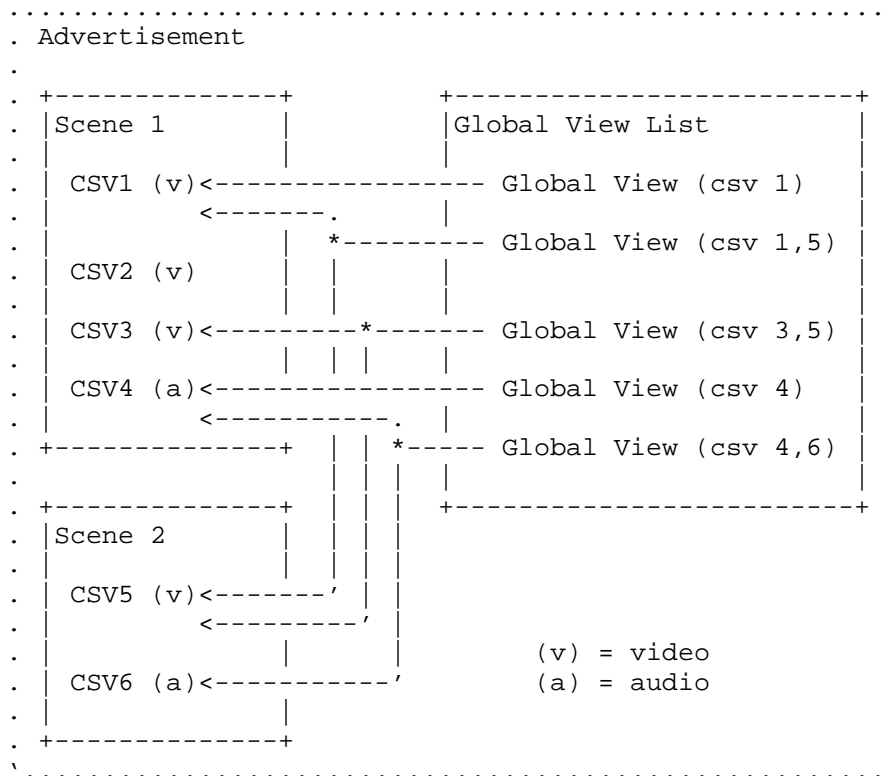 Advertisement
Scene 1 Global View List
CSV1 (v) Global View (csv 1)
Global View (csv 1,5)
CSV2 (v)
CSV3 (v) Global View (csv 3,5)
CSV4 (a) Global View (csv 4)
Global View (csv 4,6)
Scene 2
CSV5 (v)
(v) = video
CSV6 (a) (a) = audio